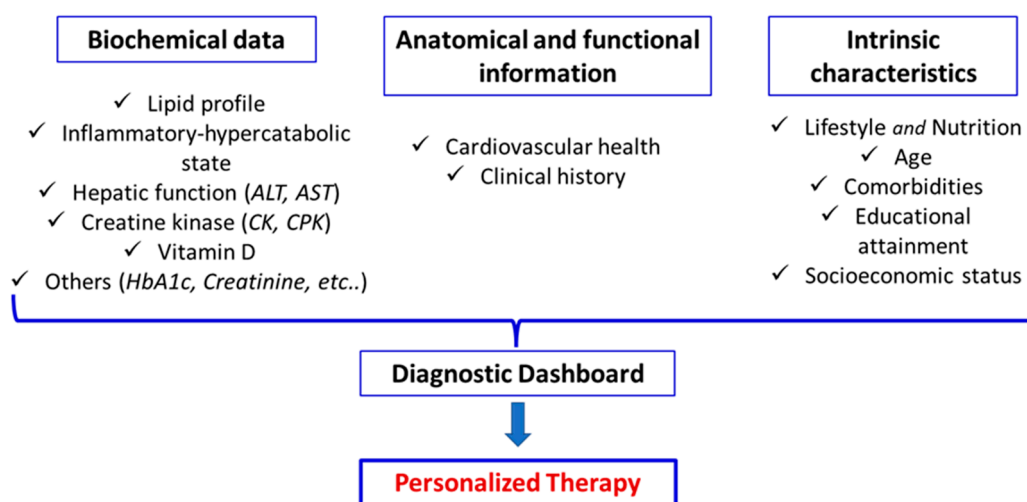 Biochemical data
✓ Lipid profile
✓ Inflammatory-hypercatabolic
state
✓ Hepatic function (ALT, AST)
✓ Creatine kinase (CK, CPK)
✓ Vitamin D
✓ Others (HbA1c, Creatinine, etc..)
Anatomical and functional
information
✓ Cardiovascular health
✓ Clinical history
Intrinsic
characteristics
✓ Lifestyle and Nutrition
✓ Age
✓ Comorbidities
✓ Educational
attainment
✓ Socioeconomic status
Diagnostic Dashboard
Personalized Therapy